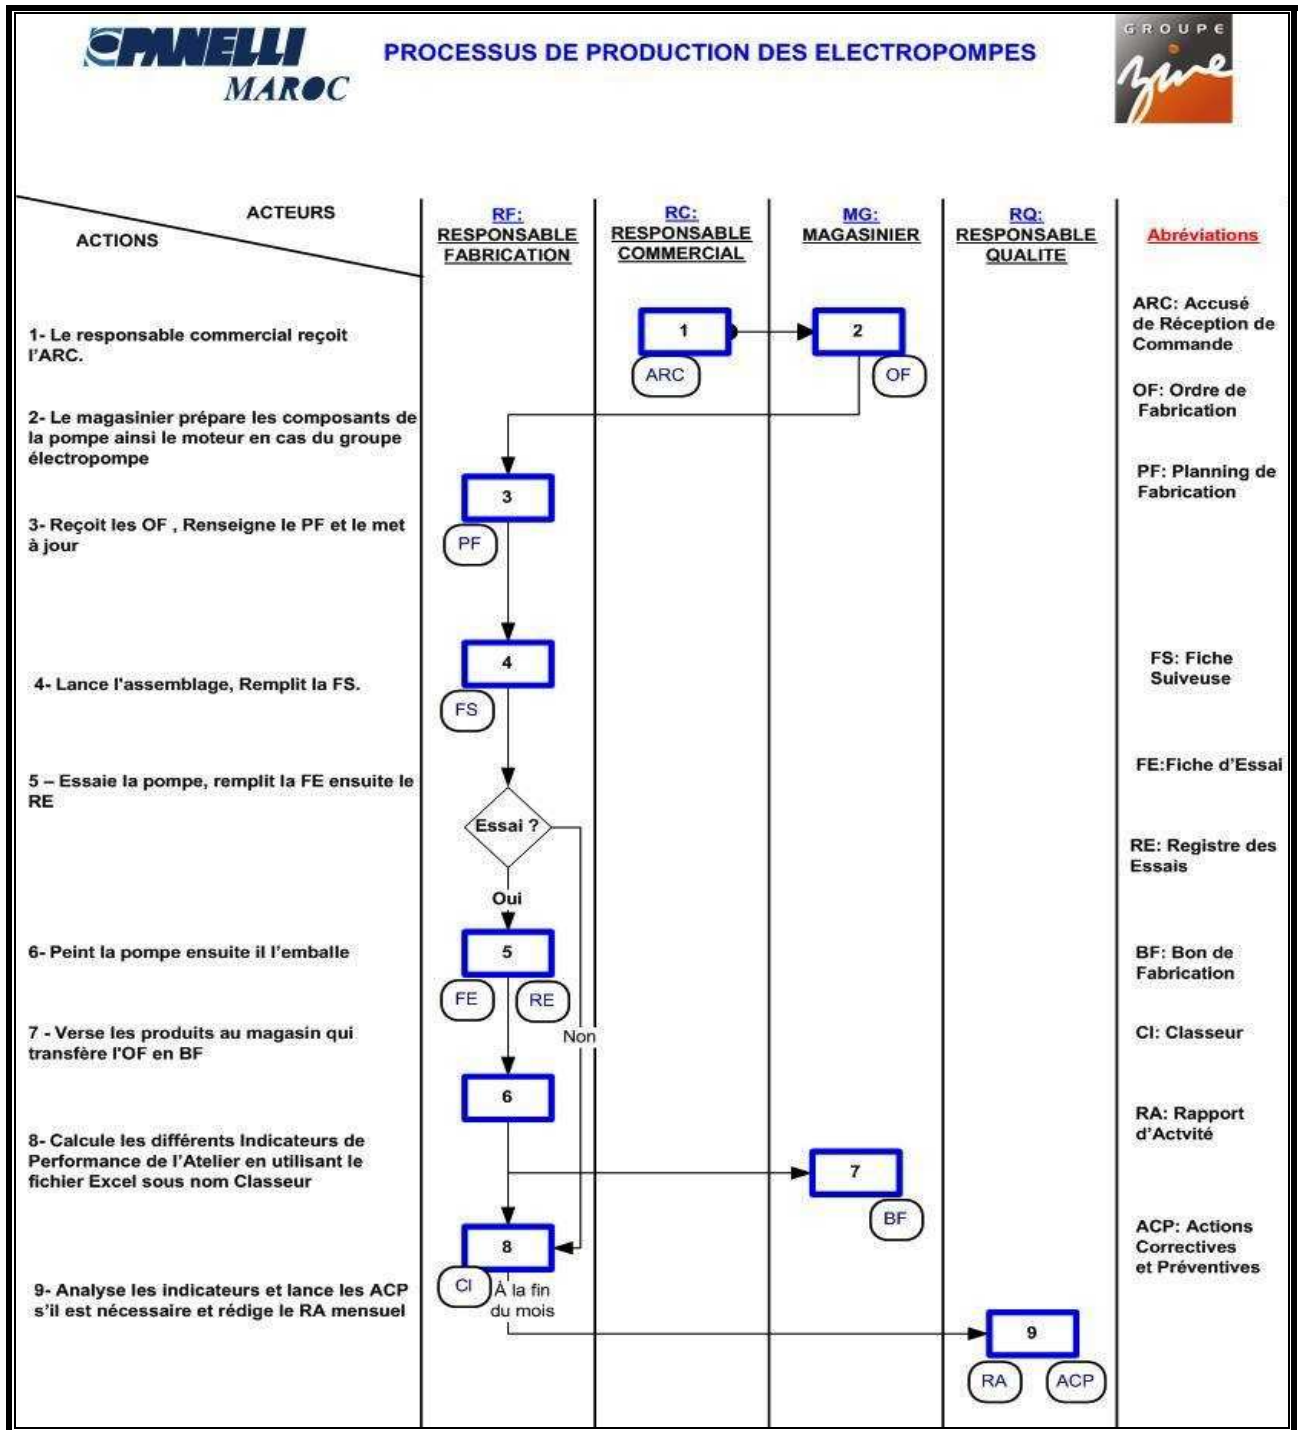 PANELLI
MAROC
PROCESSUS DE PRODUCTION DES ELECTROPOMPES
GROUPE
zine
ACTEURS
ACTIONS
RF:
RESPONSABLE
FABRICATION
RC:
RESPONSABLE
COMMERCIAL
MG:
MAGASINIER
RQ:
RESPONSABLE
QUALITE
Abréviations
1- Le responsable commercial reçoit
l'ARC.
2- Le magasinier prépare les composants de
la pompe ainsi le moteur en cas du groupe
électropompe
3- Reçoit les OF , Renseigne le PF et le met
à jour
4- Lance l'assemblage, Remplit la FS.
5 – Essaie la pompe, remplit la FE ensuite le
RE
6- Peint la pompe ensuite il l'emballe
7 - Verse les produits au magasin qui
transfère l'OF en BF
8- Calcule les différents Indicateurs de
Performance de l'Atelier en utilisant le
fichier Excel sous nom Classeur
9- Analyse les indicateurs et lance les ACP
s'il est nécessaire et rédige le RA mensuel
1
ARC
2
OF
3
PF
4
FS
Essai ?
Oui
5
FE
RE
Non
6
7
BF
8
CI
À la fin
du mois
9
RA
ACP
ARC: Accusé
de Réception de
Commande
OF: Ordre de
Fabrication
PF: Planning de
Fabrication
FS: Fiche
Suiveuse
FE:Fiche d'Essai
RE: Registre des
Essais
BF: Bon de
Fabrication
CI: Classeur
RA: Rapport
d'Actvité
ACP: Actions
Correctives
et Préventives